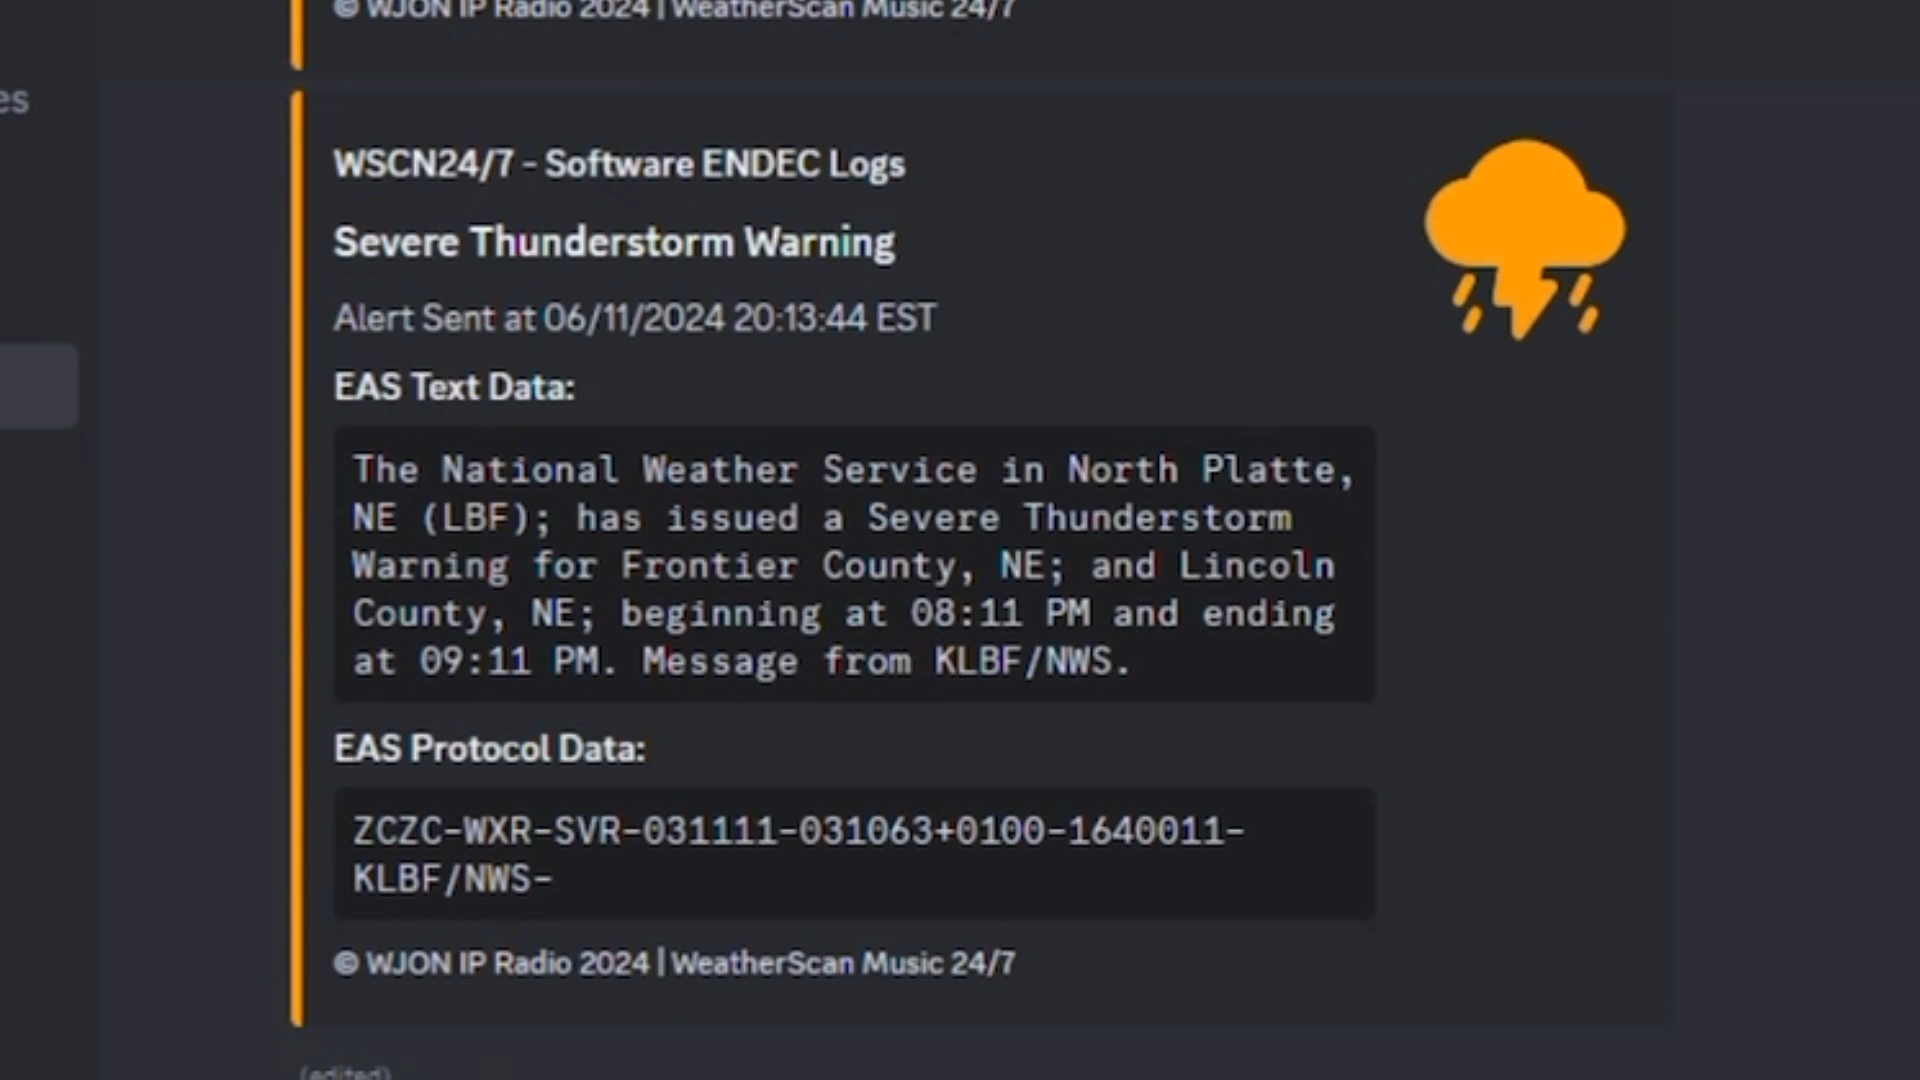 © WJON IP Radio 2024 | WeatherScan Music 24/7
es
WSCN24/7 - Software ENDEC Logs
Severe Thunderstorm Warning
Alert Sent at 06/11/2024 20:13:44 EST
EAS Text Data:
The National Weather Service in North Platte,
NE (LBF); has issued a Severe Thunderstorm
Warning for Frontier County, NE; and Lincoln
County, NE; beginning at 08:11 PM and ending
at 09:11 PM. Message from KLBF/NWS.
EAS Protocol Data:
ZCZC-WXR-SVR-031111-031063+0100-1640011-
KLBF/NWS-
© WJON IP Radio 2024 | WeatherScan Music 24/7
(edited)